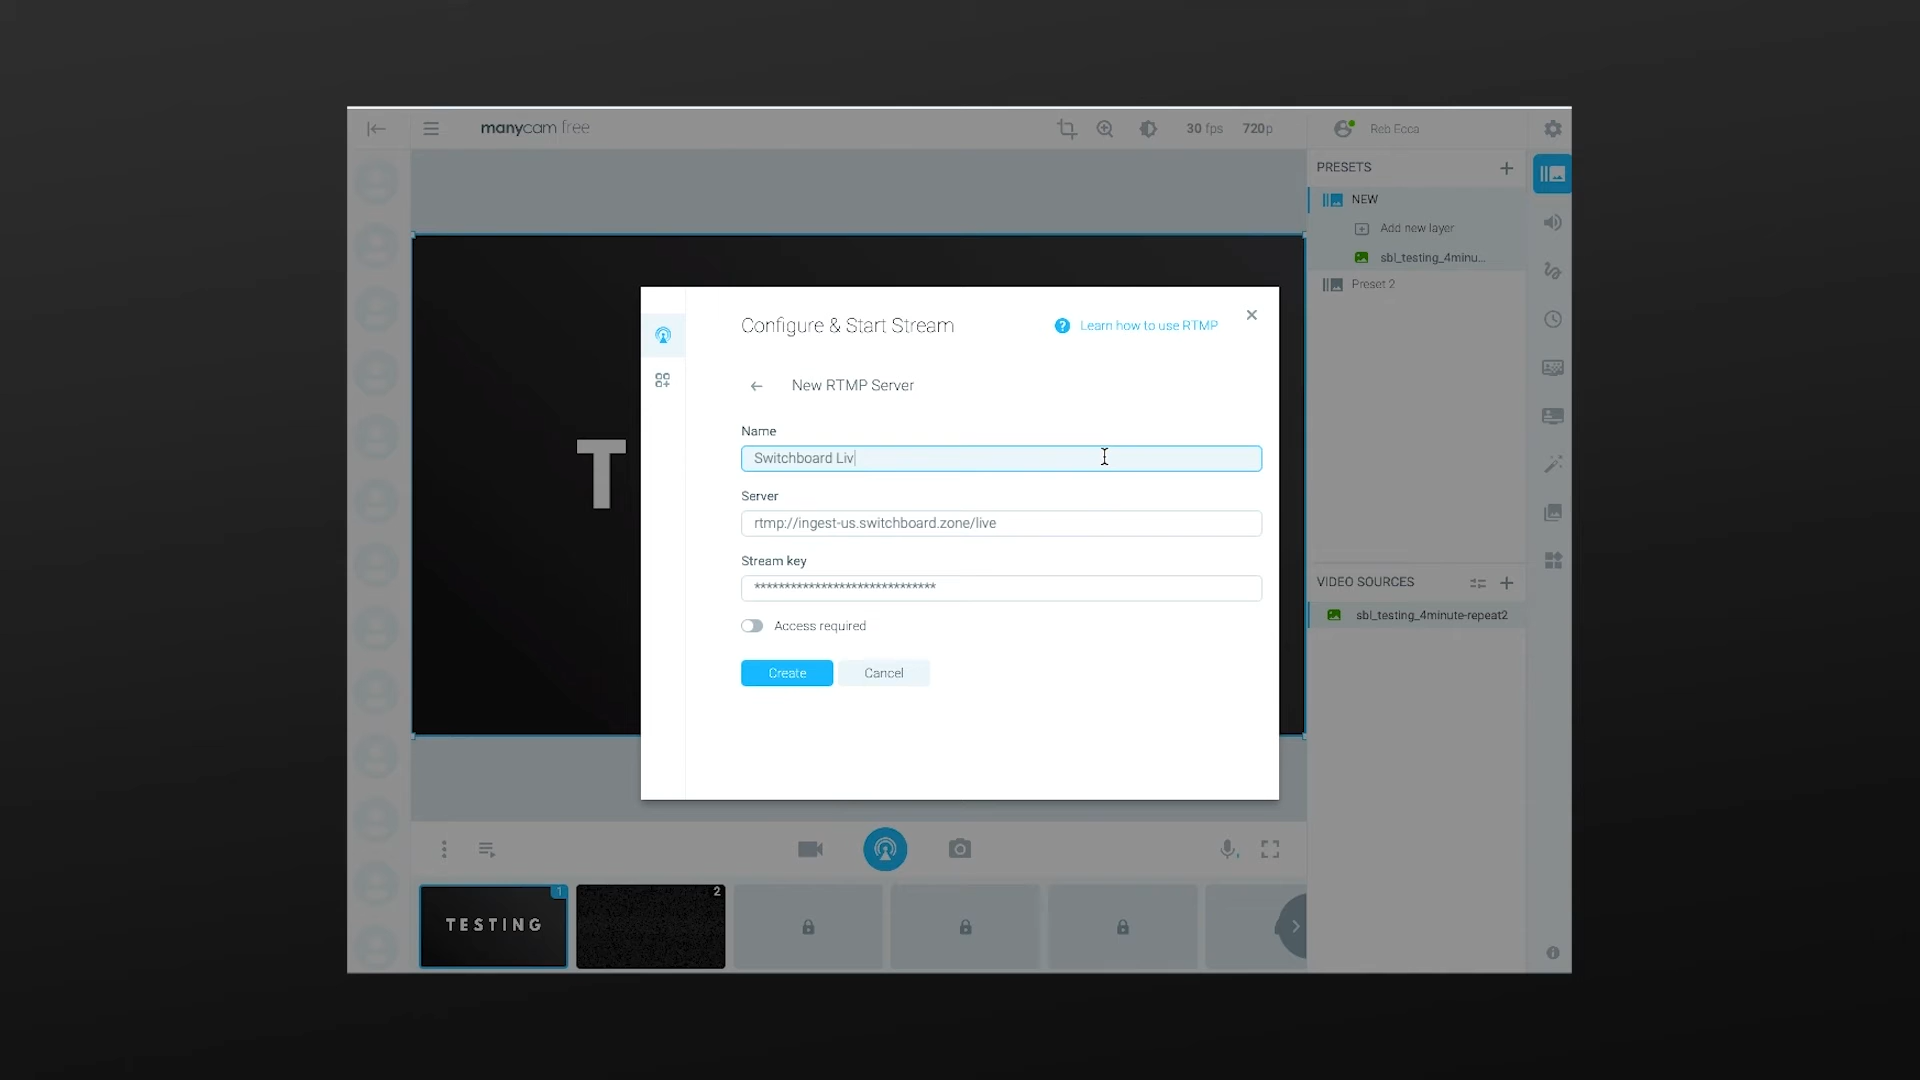 manycam free
30 fps 720p
Reb Ecca
PRESETS
NEW
Add new layer
sbl_testing_4minu...
Preset 2
T
Configure & Start Stream
? Learn how to use RTMP
New RTMP Server
Name
Switchboard Liv
Server
rtmp://ingest-us.switchboard.zone/live
Stream key
******************************
Access required
Create Cancel
VIDEO SOURCES
sbl_testing_4minute-repeat2
1
TESTING
2